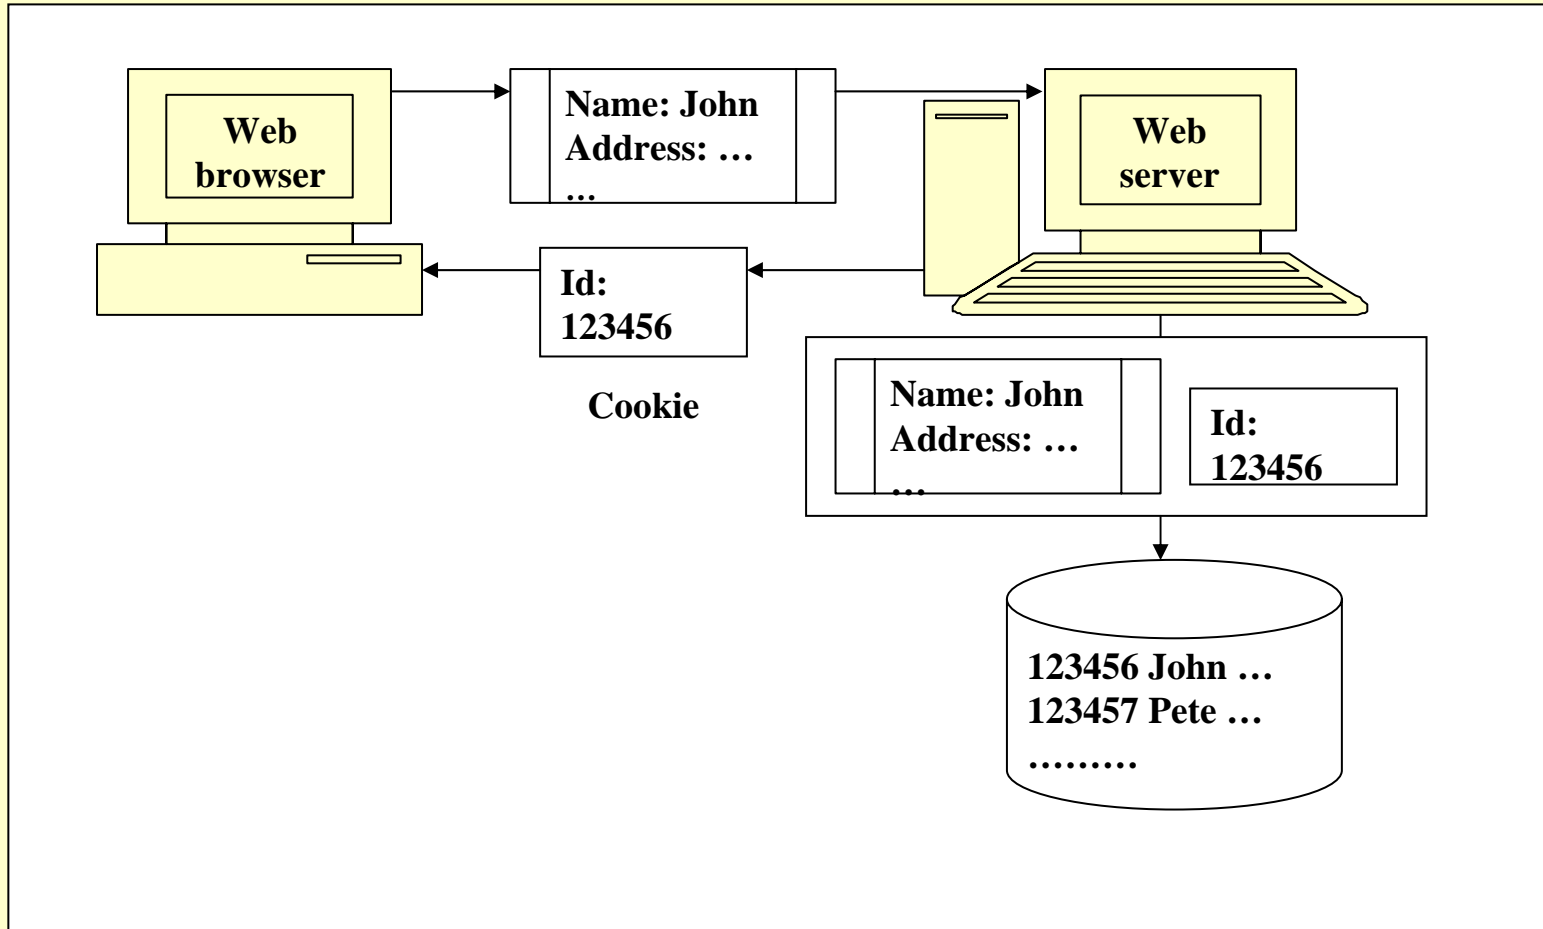 Web
browser
Name: John
Address: …
...
Web
server
Id:
123456
Cookie
Name: John
Address: …
…
Id:
123456
123456 John …
123457 Pete …
………